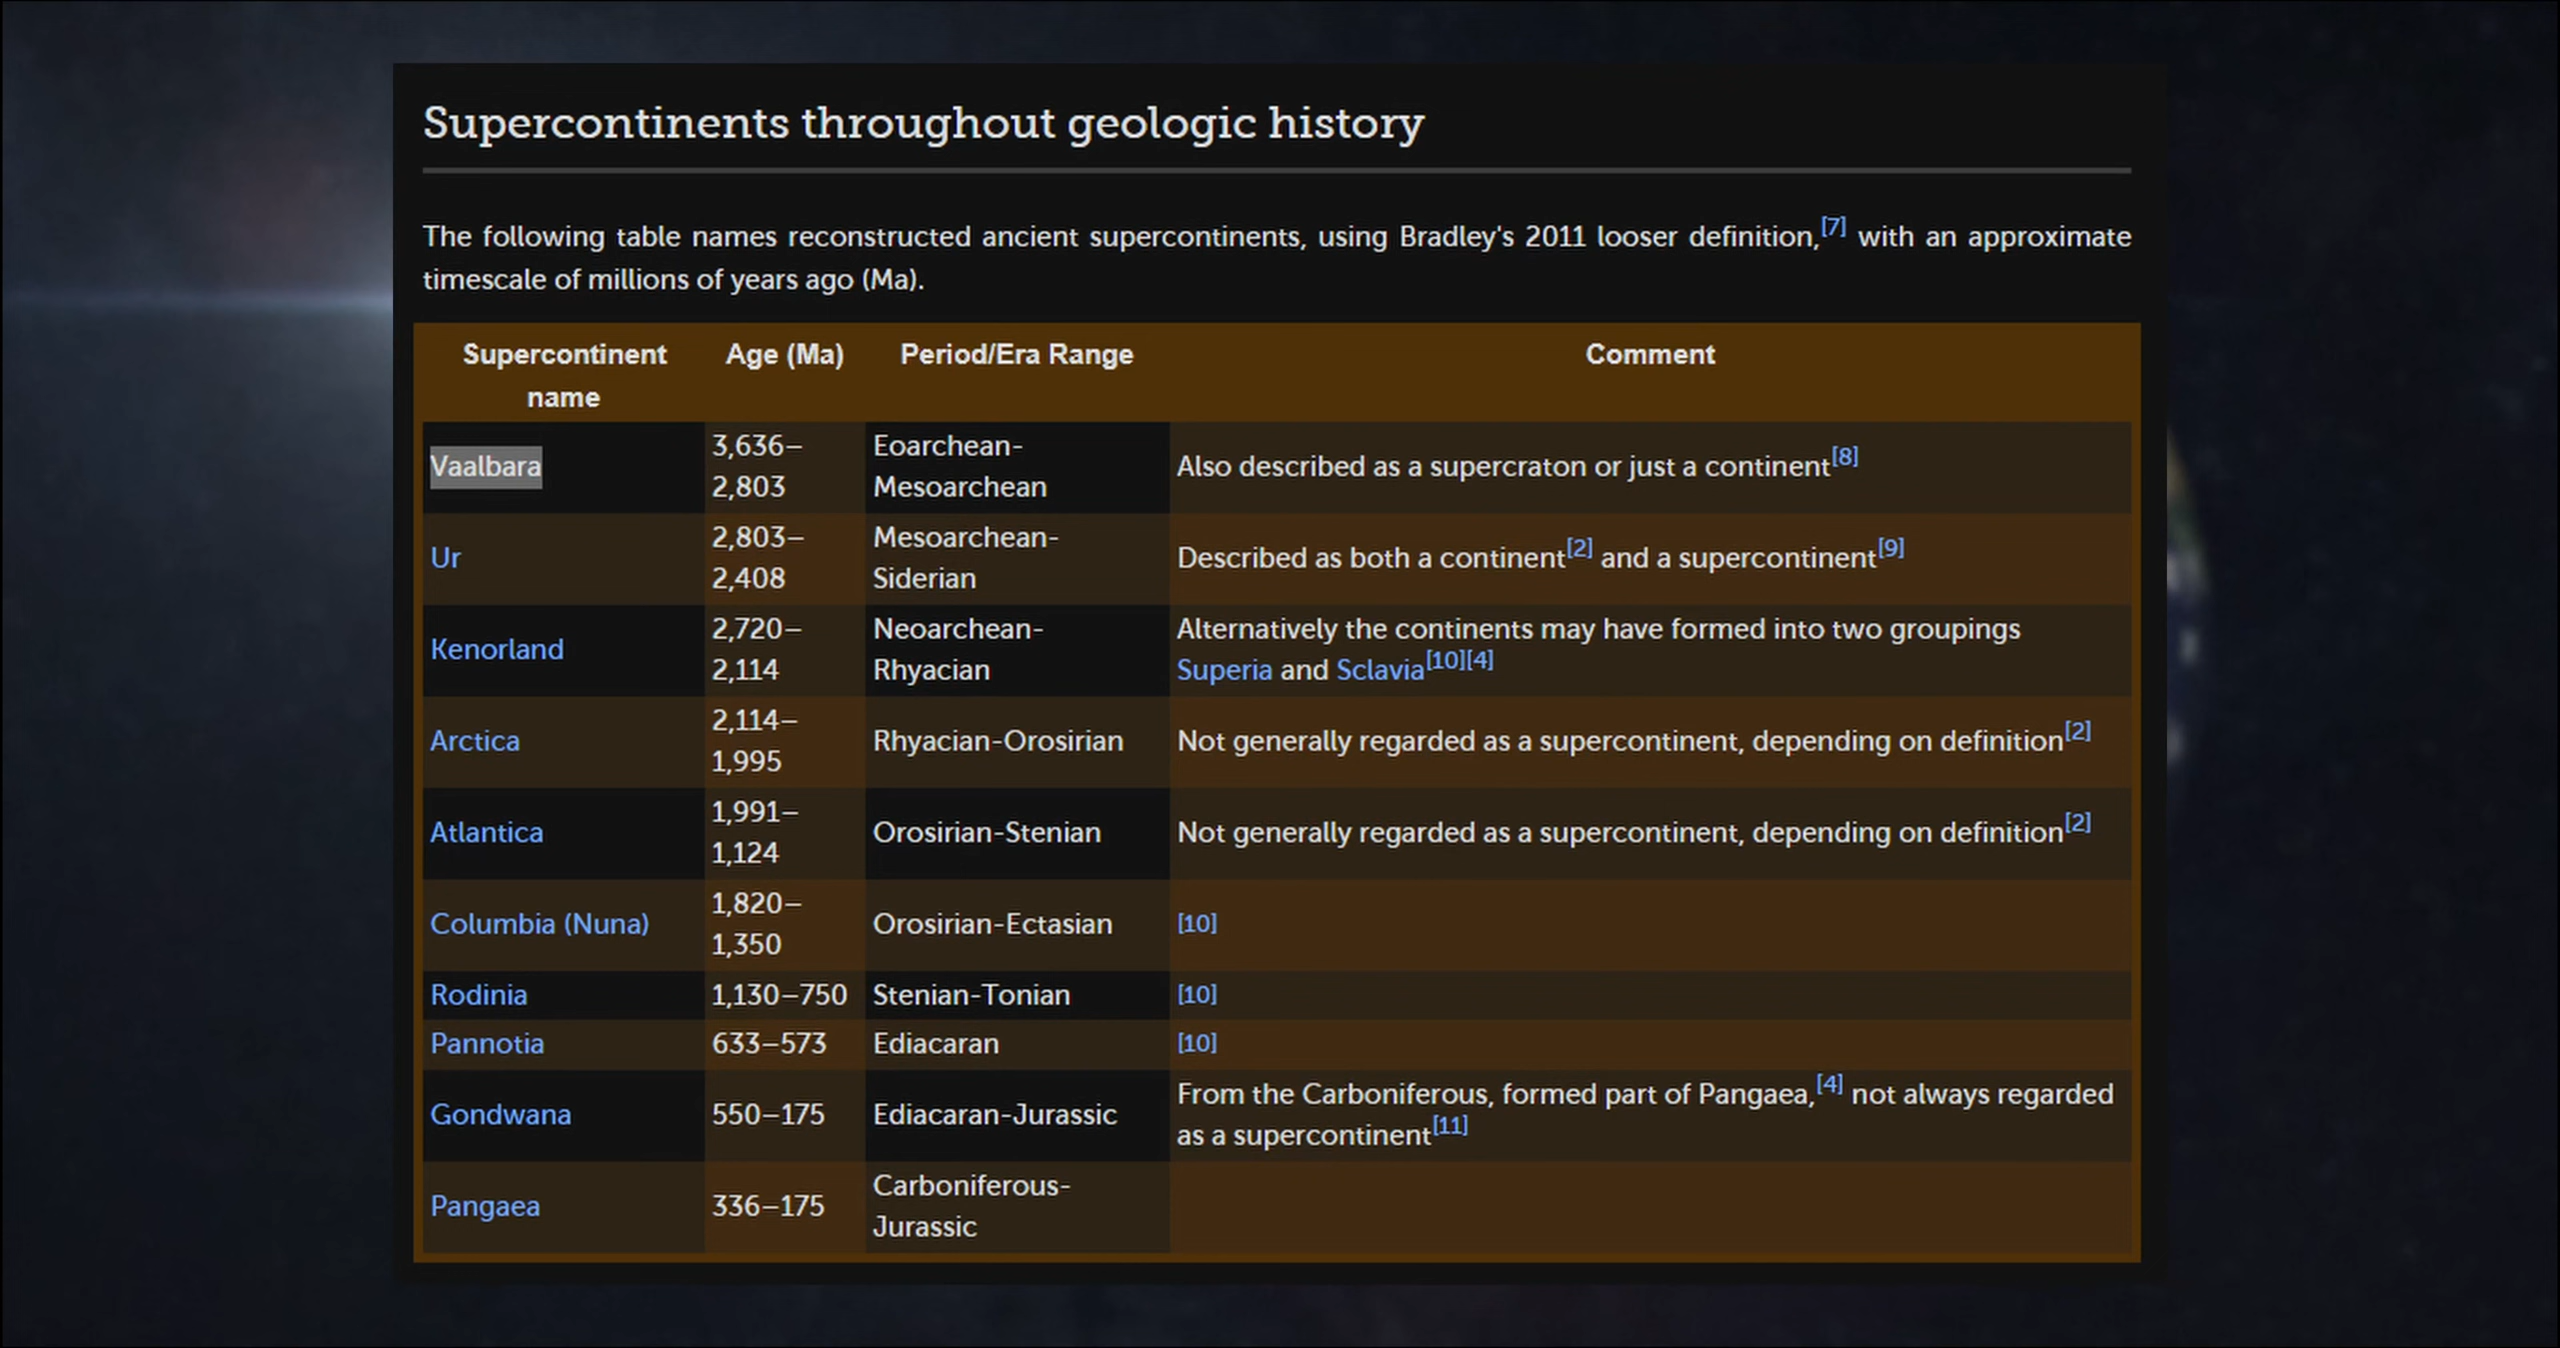 Supercontinents throughout geologic history
The following table names reconstructed ancient supercontinents, using Bradley's 2011 looser definition,[7] with an approximate
timescale of millions of years ago (Ma).
Supercontinent name Age (Ma) Period/Era Range Comment
Vaalbara 3,636–2,803 Eoarchean-Mesoarchean Also described as a supercraton or just a continent[8]
Ur 2,803–2,408 Mesoarchean-Siderian Described as both a continent[2] and a supercontinent[9]
Kenorland 2,720–2,114 Neoarchean-Rhyacian Alternatively the continents may have formed into two groupings Superia and Sclavia[10][4]
Arctica 2,114–1,995 Rhyacian-Orosirian Not generally regarded as a supercontinent, depending on definition[2]
Atlantica 1,991–1,124 Orosirian-Stenian Not generally regarded as a supercontinent, depending on definition[2]
Columbia (Nuna) 1,820–1,350 Orosirian-Ectasian [10]
Rodinia 1,130–750 Stenian-Tonian [10]
Pannotia 633–573 Ediacaran [10]
Gondwana 550–175 Ediacaran-Jurassic From the Carboniferous, formed part of Pangaea,[4] not always regarded as a supercontinent[11]
Pangaea 336–175 Carboniferous-Jurassic